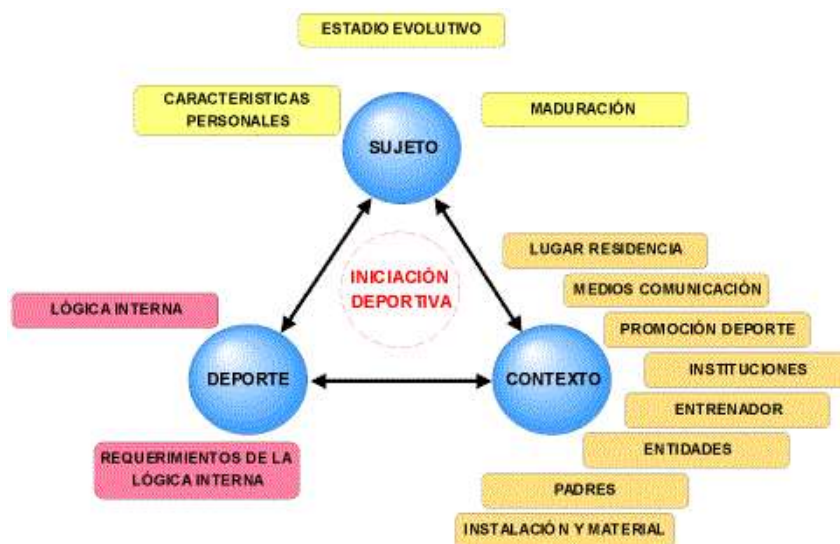 ESTADIO EVOLUTIVO
CARACTERISTICAS
PERSONALES
MADURACIÓN
SUJETO
LUGAR RESIDENCIA
INICIACIÓN
DEPORTIVA
MEDIOS COMUNICACIÓN
LÓGICA INTERNA
PROMOCIÓN DEPORTE
DEPORTE
CONTEXTO
INSTITUCIONES
ENTRENADOR
REQUERIMIENTOS DE LA
LÓGICA INTERNA
ENTIDADES
PADRES
INSTALACIÓN Y MATERIAL